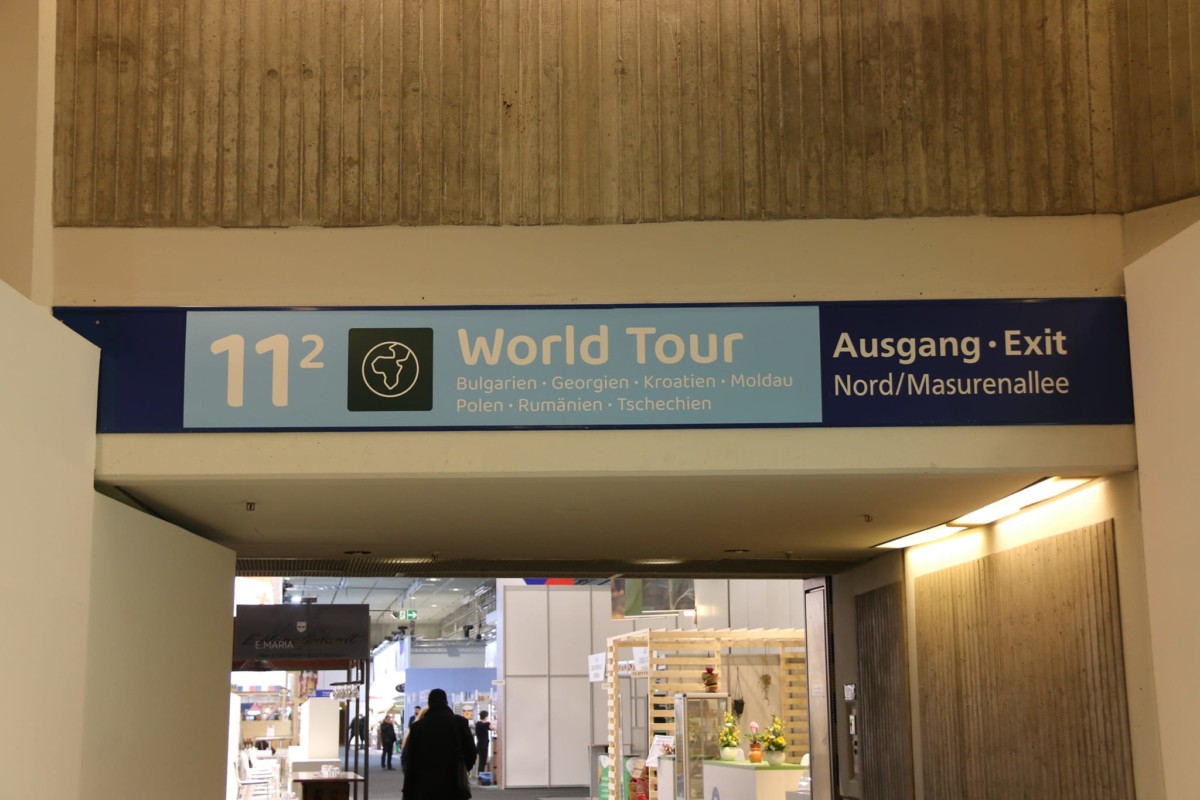 11²
World Tour
Bulgarien · Georgien · Kroatien · Moldau
Polen · Rumänien · Tschechien
Ausgang · Exit
Nord/Masurenallee
E.MARIA